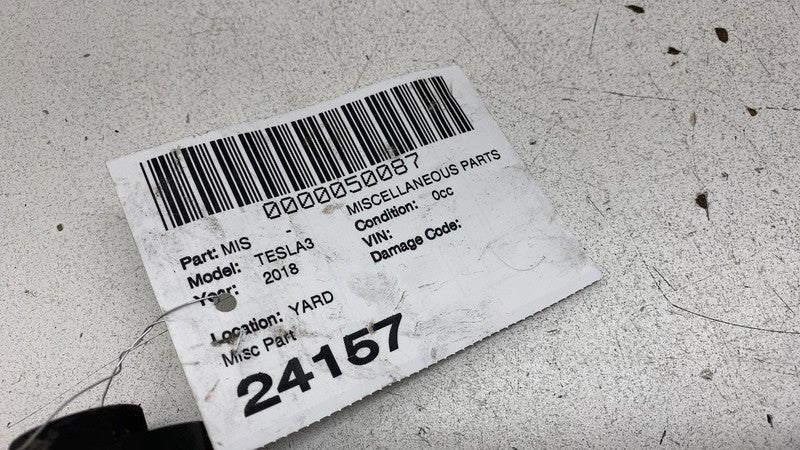 0000050087
Part: MIS - MISCELLANEOUS PARTS
Model: TESLA3 Condition: 0cc
Year: 2018 VIN:
Damage Code:
Location: YARD
Misc Part
24157